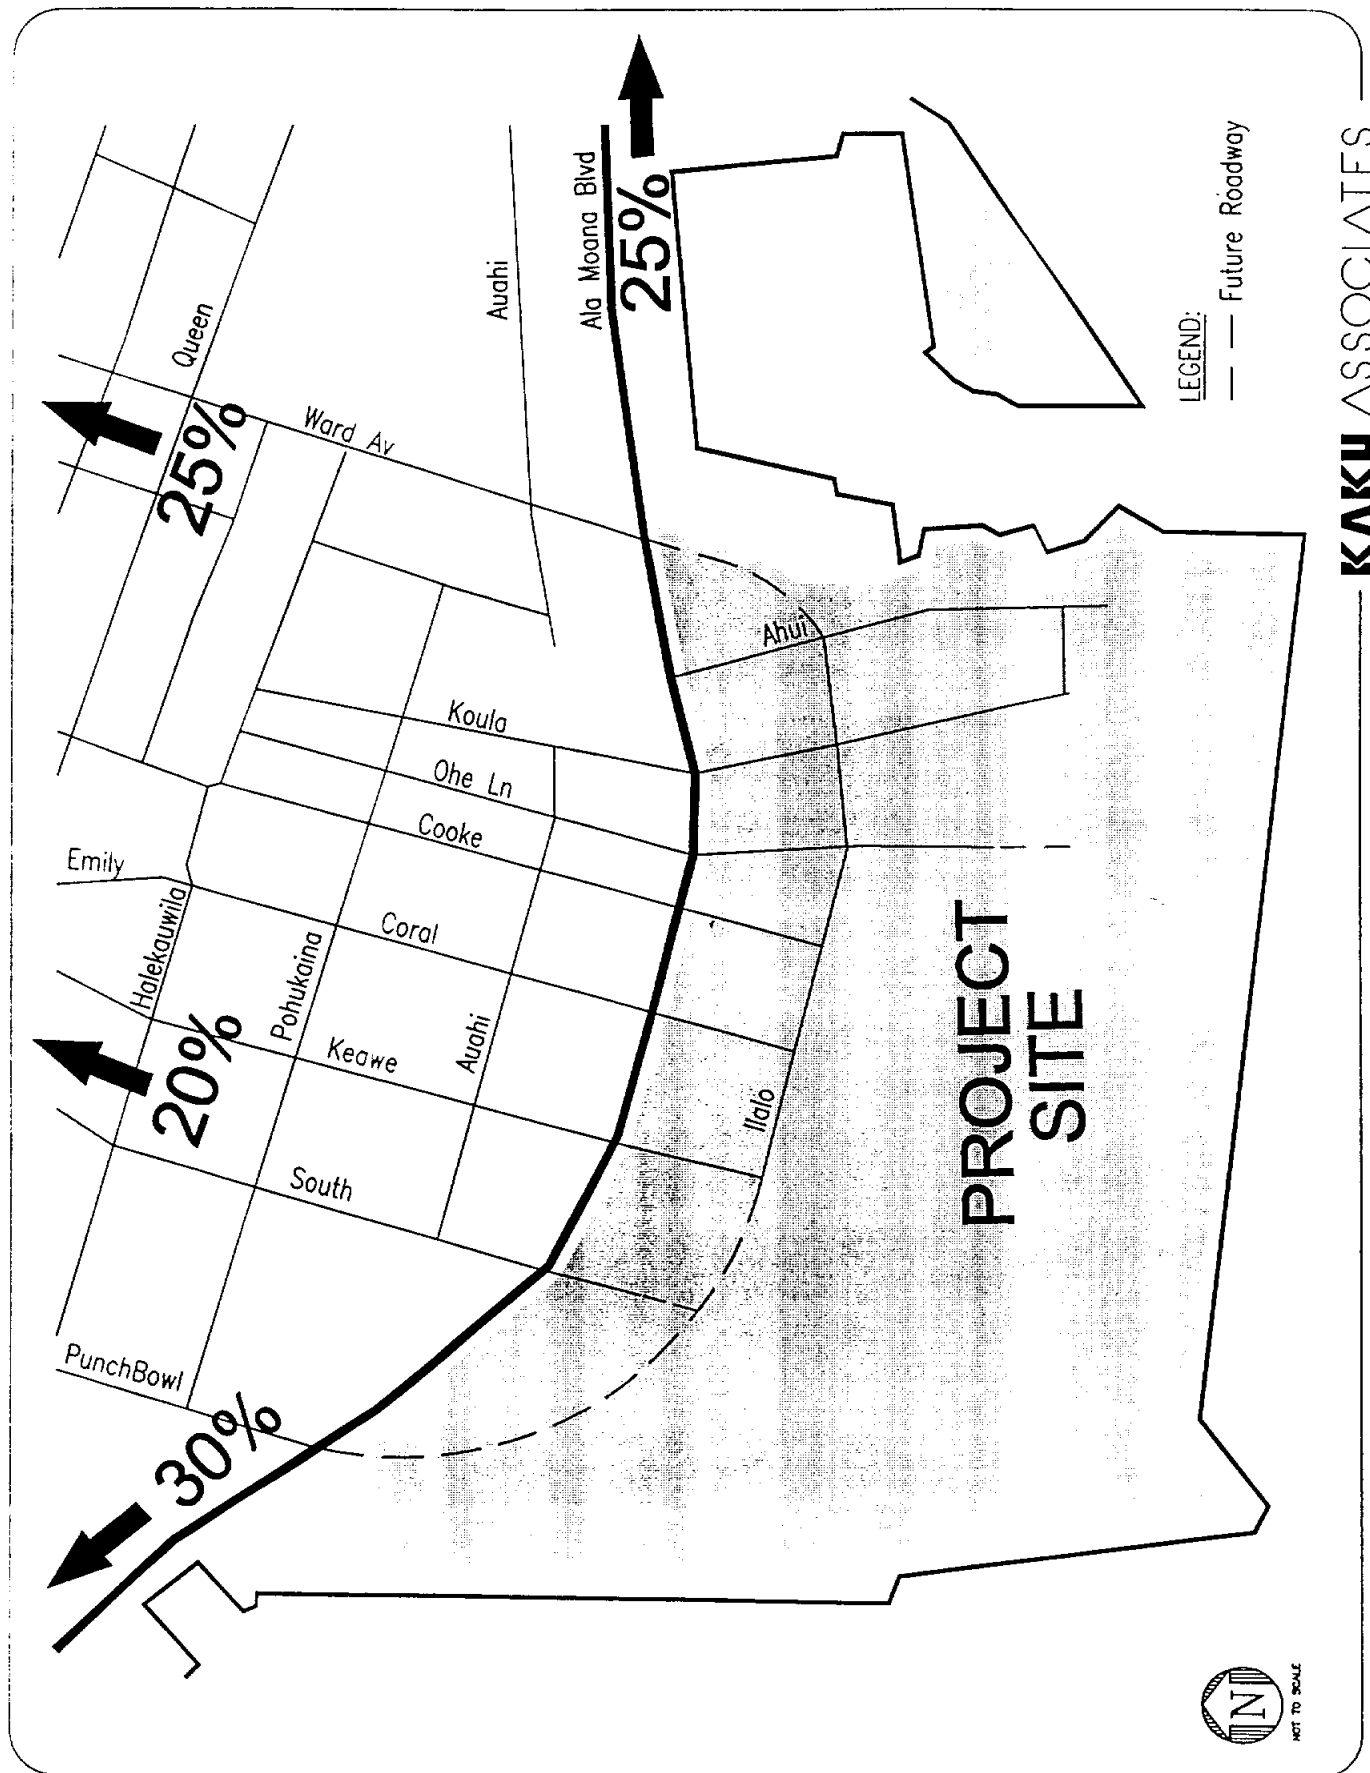 PunchBowl
30%
South
20%
Keawe
Halekauwila
Emily
Pohukaina
Coral
Auahi
Cooke
Ohe Ln
Koula
25%
Ward Av
Queen
Auahi
Ala Moana Blvd
25%
Ilalo
Ahui
PROJECT
SITE
LEGEND:
— — Future Roadway
N
NOT TO SCALE
KAKU ASSOCIATES